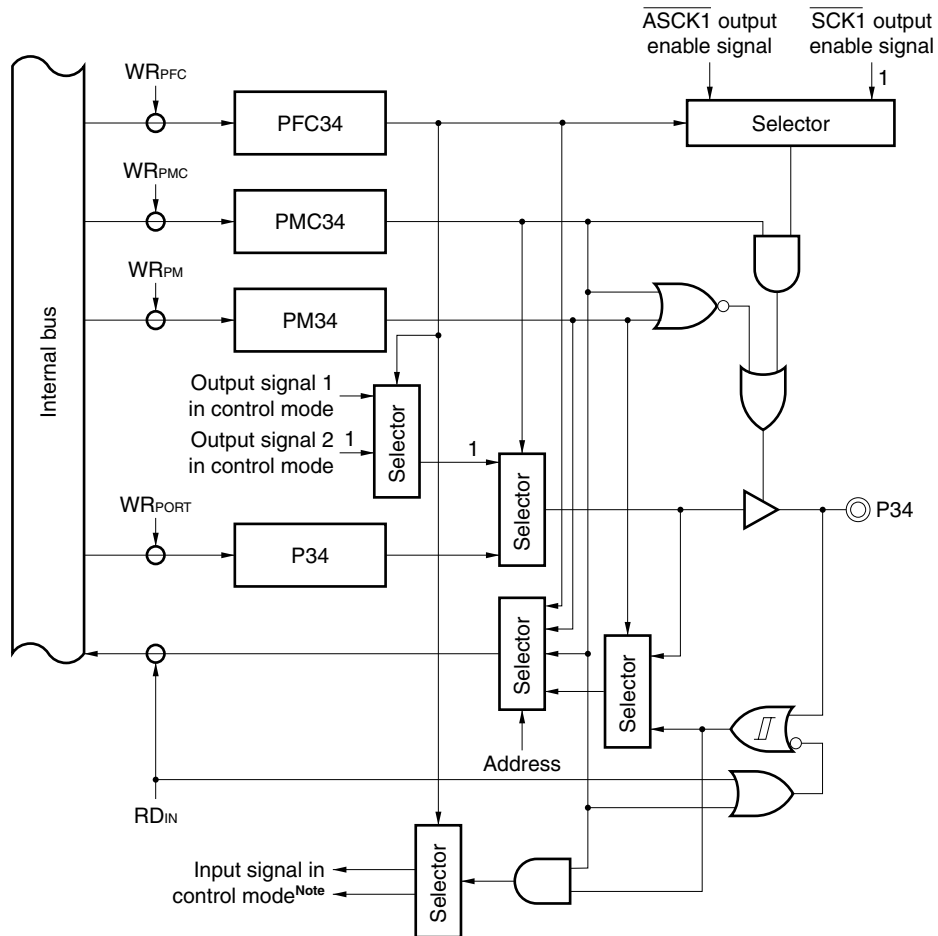 ASCK1 output
enable signal
SCK1 output
enable signal
1
WRPFC
PFC34
Selector
WRPMC
PMC34
WRPM
PM34
Internal bus
Output signal 1
in control mode
Output signal 2
in control mode
1
Selector
1
Selector
WRPORT
P34
P34
Selector
Selector
Address
RDIN
Selector
Input signal in
control modeNote